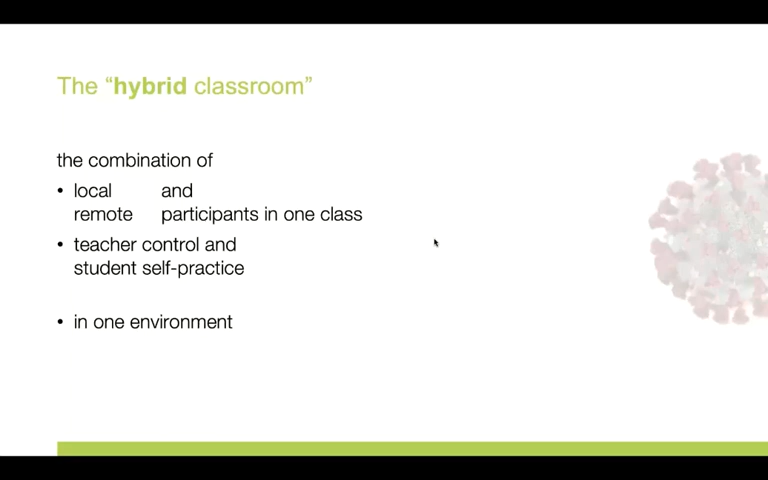 The “hybrid classroom”
the combination of
• local and
remote participants in one class
• teacher control and
student self-practice
• in one environment